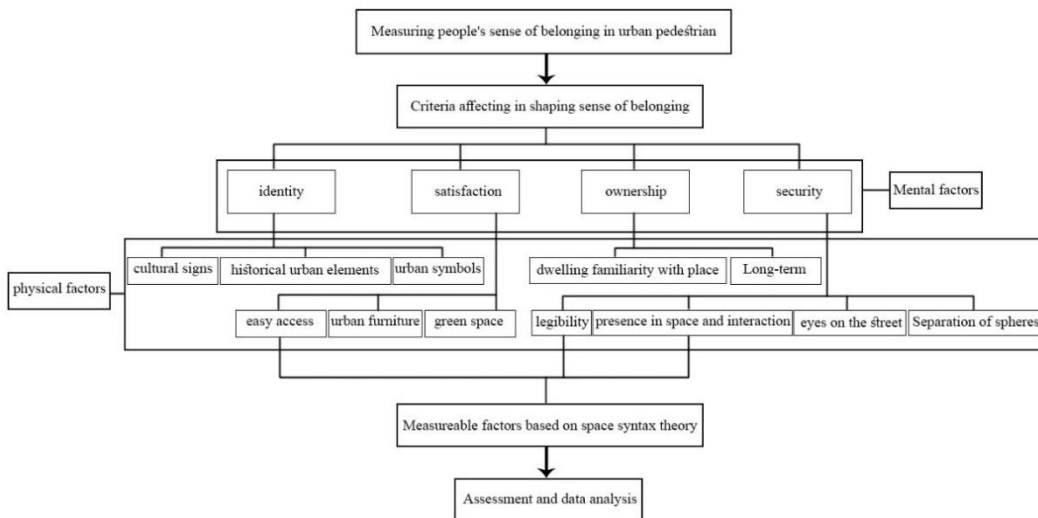 Measuring people's sense of belonging in urban pedestrian
Criteria affecting in shaping sense of belonging
identity
satisfaction
ownership
security
Mental factors
physical factors
cultural signs
historical urban elements
urban symbols
dwelling familiarity with place
Long-term
easy access
urban furniture
green space
legibility
presence in space and interaction
eyes on the street
Separation of spheres
Measureable factors based on space syntax theory
Assessment and data analysis